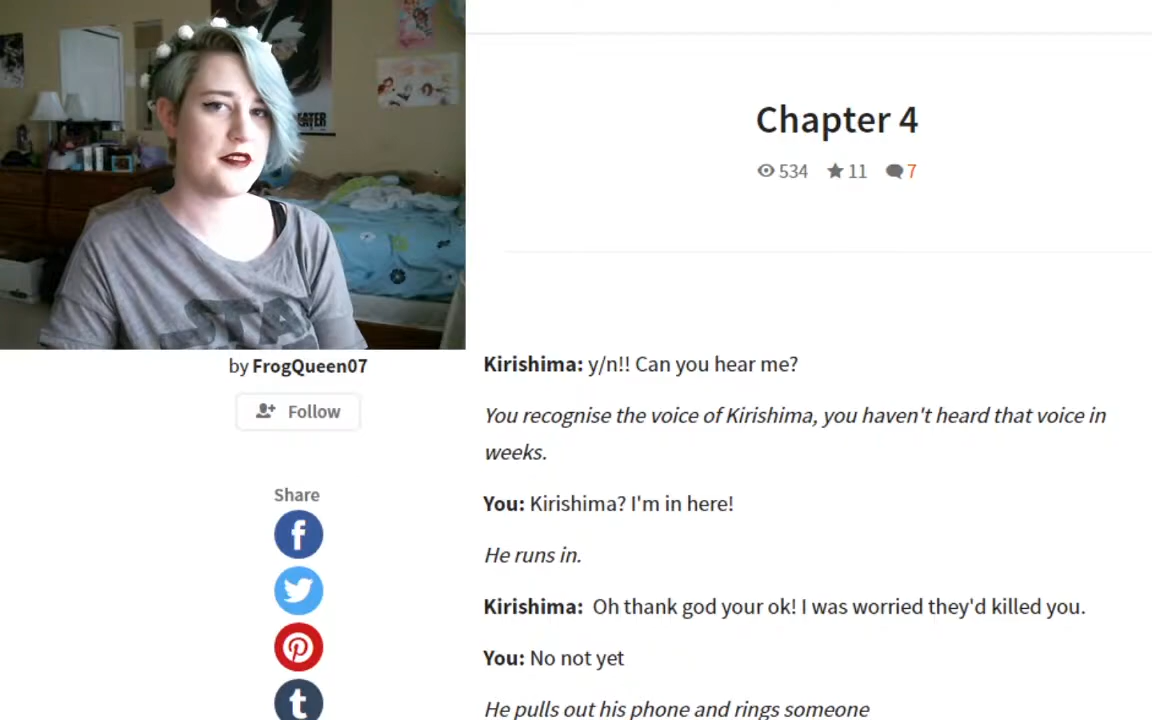 EATER
STA
Chapter 4
534 11 7
by FrogQueen07
Follow
Share
Kirishima: y/n!! Can you hear me?
You recognise the voice of Kirishima, you haven't heard that voice in
weeks.
You: Kirishima? I'm in here!
He runs in.
Kirishima: Oh thank god your ok! I was worried they'd killed you.
You: No not yet
He pulls out his phone and rings someone